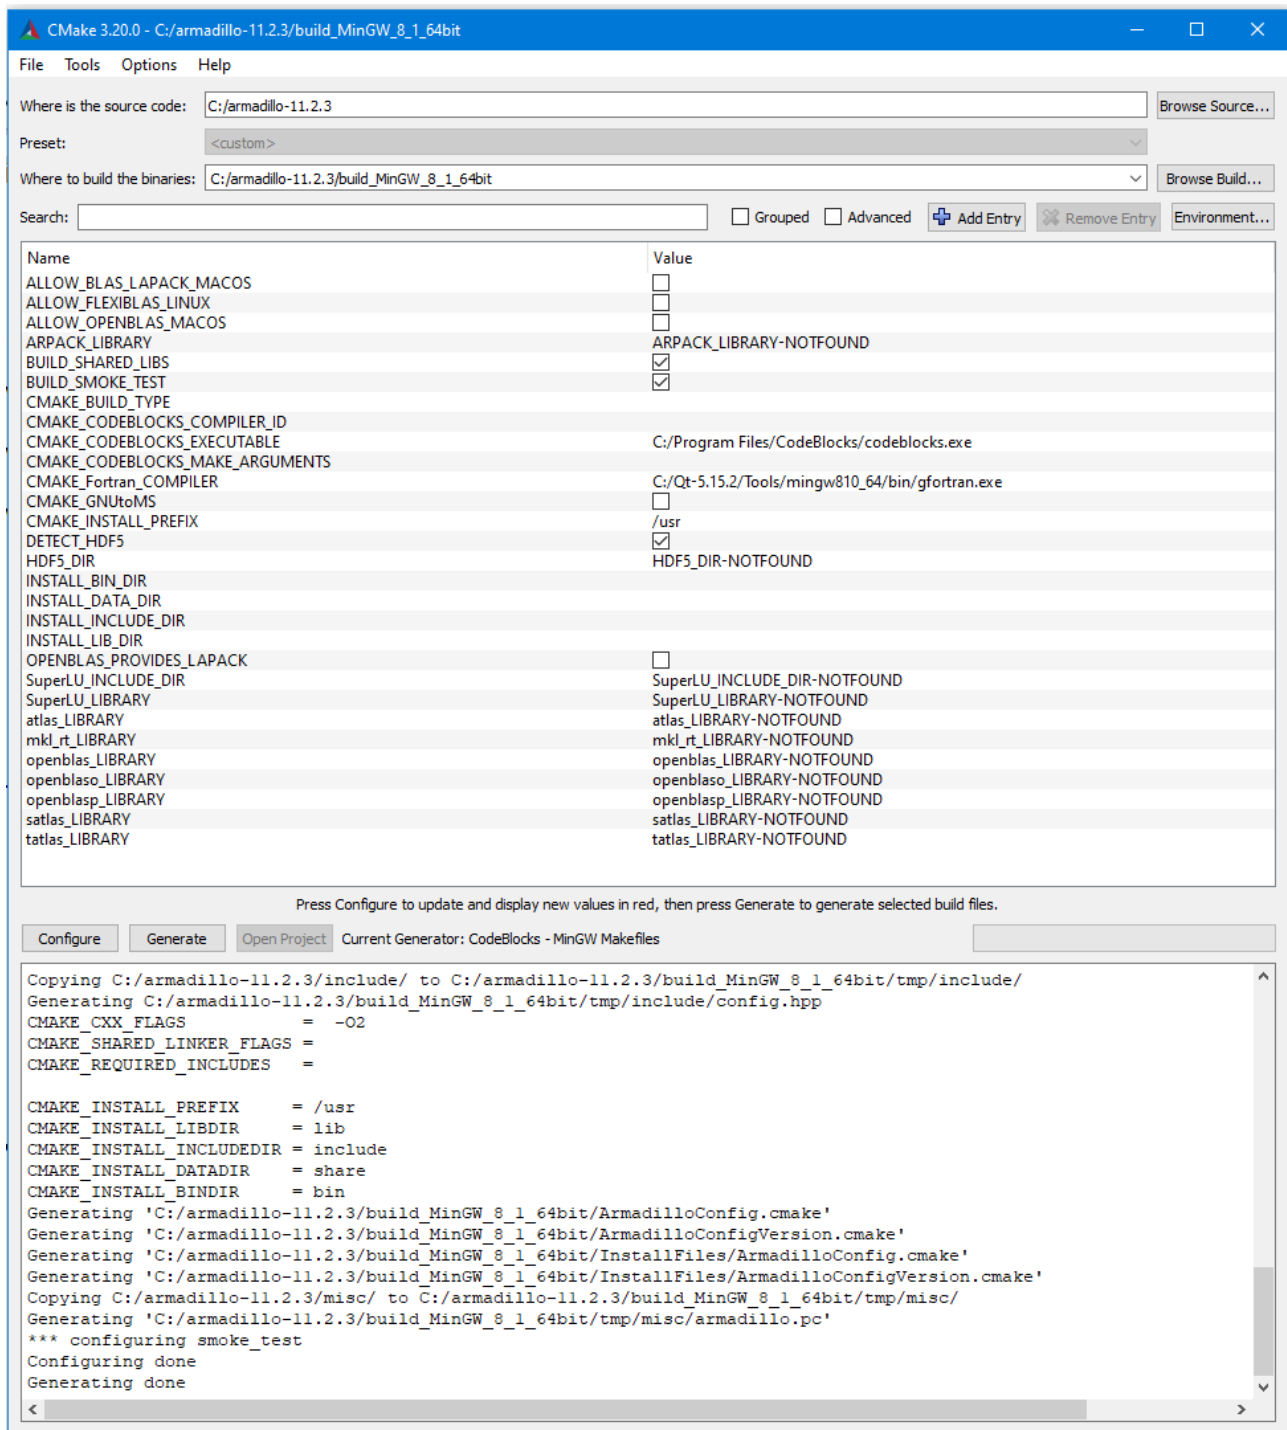 CMake 3.20.0 - C:/armadillo-11.2.3/build_MinGW_8_1_64bit
File Tools Options Help
Where is the source code: C:/armadillo-11.2.3 Browse Source...
Preset: <custom>
Where to build the binaries: C:/armadillo-11.2.3/build_MinGW_8_1_64bit Browse Build...
Search: Grouped Advanced Add Entry Remove Entry Environment...
Name Value
ALLOW_BLAS_LAPACK_MACOS
ALLOW_FLEXIBLAS_LINUX
ALLOW_OPENBLAS_MACOS
ARPACK_LIBRARY ARPACK_LIBRARY-NOTFOUND
BUILD_SHARED_LIBS
BUILD_SMOKE_TEST
CMAKE_BUILD_TYPE
CMAKE_CODEBLOCKS_COMPILER_ID
CMAKE_CODEBLOCKS_EXECUTABLE C:/Program Files/CodeBlocks/codeblocks.exe
CMAKE_CODEBLOCKS_MAKE_ARGUMENTS
CMAKE_Fortran_COMPILER C:/Qt-5.15.2/Tools/mingw810_64/bin/gfortran.exe
CMAKE_GNUtoMS
CMAKE_INSTALL_PREFIX /usr
DETECT_HDF5
HDF5_DIR HDF5_DIR-NOTFOUND
INSTALL_BIN_DIR
INSTALL_DATA_DIR
INSTALL_INCLUDE_DIR
INSTALL_LIB_DIR
OPENBLAS_PROVIDES_LAPACK
SuperLU_INCLUDE_DIR SuperLU_INCLUDE_DIR-NOTFOUND
SuperLU_LIBRARY SuperLU_LIBRARY-NOTFOUND
atlas_LIBRARY atlas_LIBRARY-NOTFOUND
mkl_rt_LIBRARY mkl_rt_LIBRARY-NOTFOUND
openblas_LIBRARY openblas_LIBRARY-NOTFOUND
openblaso_LIBRARY openblaso_LIBRARY-NOTFOUND
openblasp_LIBRARY openblasp_LIBRARY-NOTFOUND
satlas_LIBRARY satlas_LIBRARY-NOTFOUND
tatlas_LIBRARY tatlas_LIBRARY-NOTFOUND
Press Configure to update and display new values in red, then press Generate to generate selected build files.
Configure Generate Open Project Current Generator: CodeBlocks - MinGW Makefiles
Copying C:/armadillo-11.2.3/include/ to C:/armadillo-11.2.3/build_MinGW_8_1_64bit/tmp/include/
Generating C:/armadillo-11.2.3/build_MinGW_8_1_64bit/tmp/include/config.hpp
CMAKE_CXX_FLAGS = -O2
CMAKE_SHARED_LINKER_FLAGS =
CMAKE_REQUIRED_INCLUDES =
CMAKE_INSTALL_PREFIX = /usr
CMAKE_INSTALL_LIBDIR = lib
CMAKE_INSTALL_INCLUDEDIR = include
CMAKE_INSTALL_DATADIR = share
CMAKE_INSTALL_BINDIR = bin
Generating 'C:/armadillo-11.2.3/build_MinGW_8_1_64bit/ArmadilloConfig.cmake'
Generating 'C:/armadillo-11.2.3/build_MinGW_8_1_64bit/ArmadilloConfigVersion.cmake'
Generating 'C:/armadillo-11.2.3/build_MinGW_8_1_64bit/InstallFiles/ArmadilloConfig.cmake'
Generating 'C:/armadillo-11.2.3/build_MinGW_8_1_64bit/InstallFiles/ArmadilloConfigVersion.cmake'
Copying C:/armadillo-11.2.3/misc/ to C:/armadillo-11.2.3/build_MinGW_8_1_64bit/tmp/misc/
Generating 'C:/armadillo-11.2.3/build_MinGW_8_1_64bit/tmp/misc/armadillo.pc'
*** configuring smoke_test
Configuring done
Generating done